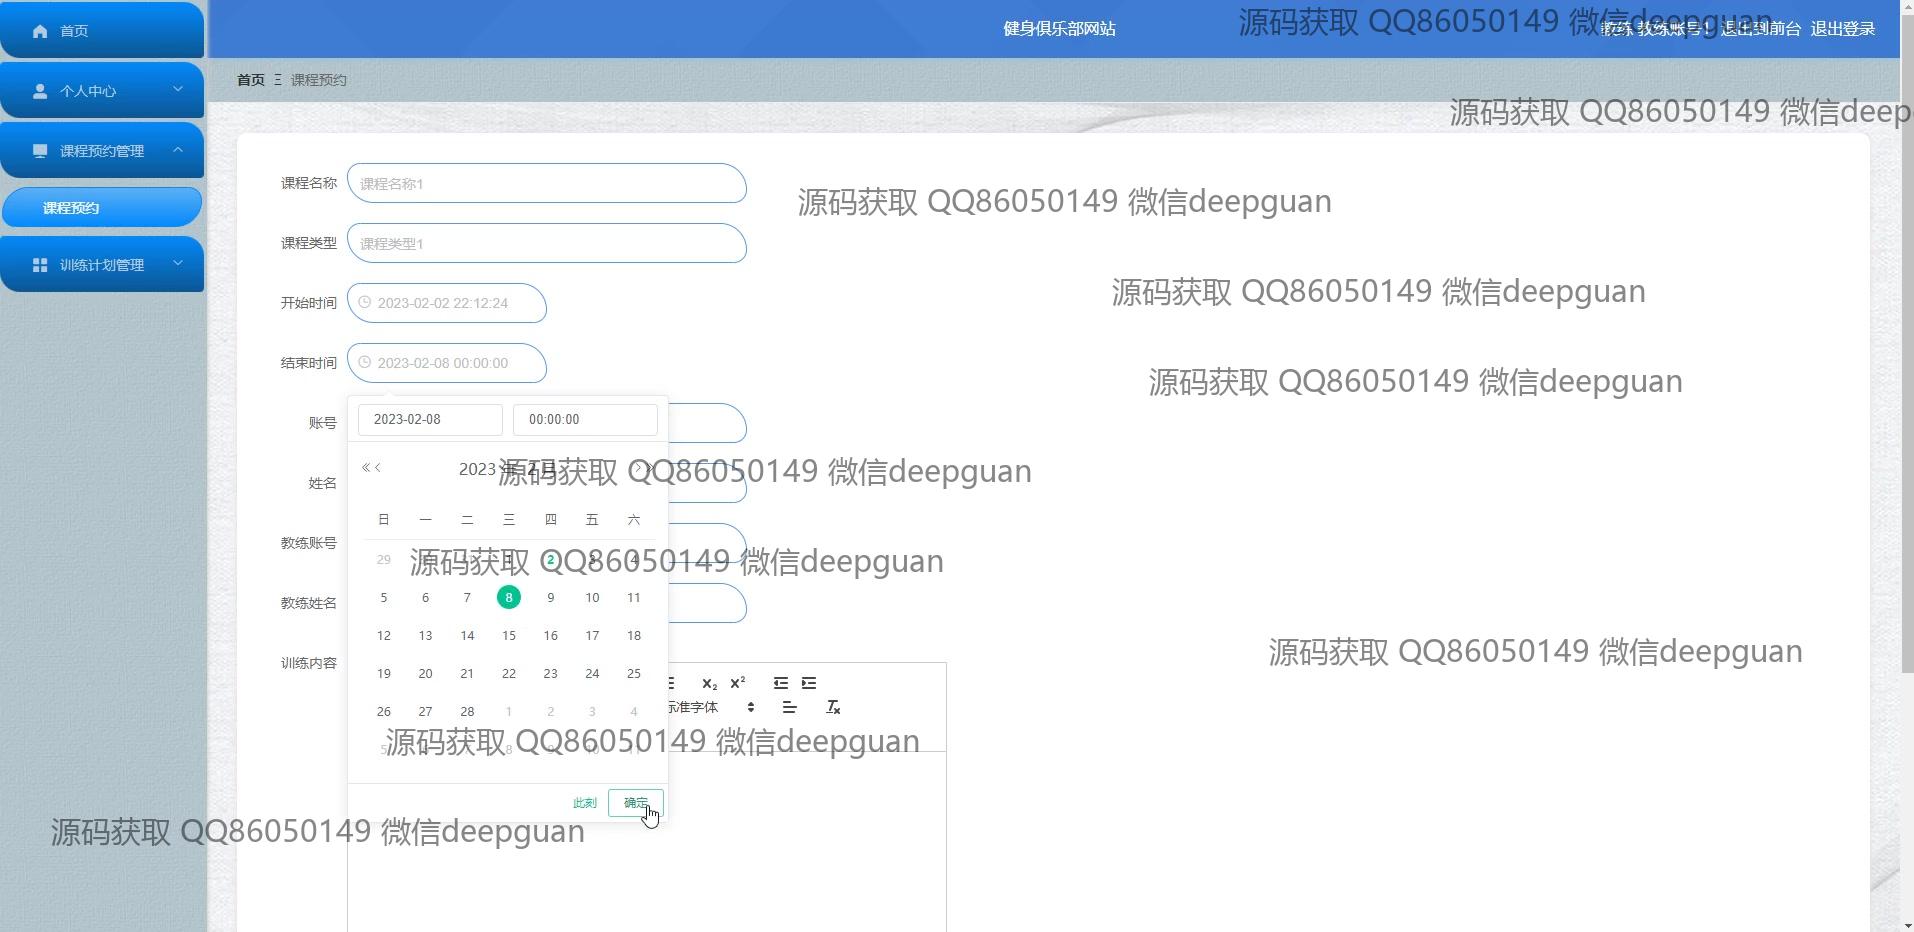 首页
个人中心
课程预约管理
课程预约
训练计划管理
健身俱乐部网站
源码获取 QQ86050149 微信deepguan
教练 教练账号1 退出到前台 退出登录
首页 Ξ 课程预约
源码获取 QQ86050149 微信deep
课程名称 课程名称1
源码获取 QQ86050149 微信deepguan
课程类型 课程类型1
源码获取 QQ86050149 微信deepguan
开始时间 2023-02-02 22:12:24
结束时间 2023-02-08 00:00:00
源码获取 QQ86050149 微信deepguan
账号
2023-02-08 00:00:00
2023 年 2 月
源码获取 QQ86050149 微信deepguan
姓名
日 一 二 三 四 五 六
教练账号
29 1 2 3 4
源码获取 QQ86050149 微信deepguan
教练姓名
5 6 7 8 9 10 11
12 13 14 15 16 17 18
源码获取 QQ86050149 微信deepguan
训练内容
19 20 21 22 23 24 25
26 27 28 1 2 3 4
标准字体
5 8 10 11
源码获取 QQ86050149 微信deepguan
此刻 确定
源码获取 QQ86050149 微信deepguan